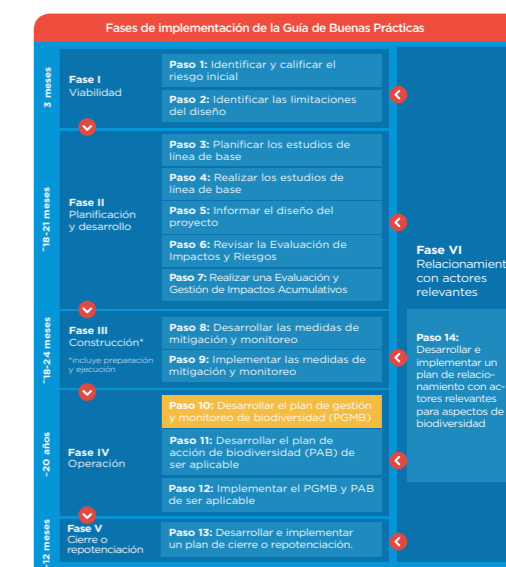 Fases de implementación de la Guía de Buenas Prácticas
3 meses
Fase I
Viabilidad
Paso 1: Identificar y calificar el
riesgo inicial
Paso 2: Identificar las limitaciones
del diseño
~18-21 meses
Fase II
Planificación
y desarrollo
Paso 3: Planificar los estudios de
línea de base
Paso 4: Realizar los estudios de
línea de base
Paso 5: Informar el diseño del
proyecto
Paso 6: Revisar la Evaluación de
Impactos y Riesgos
Paso 7: Realizar una Evaluación y
Gestión de Impactos Acumulativos
~18-24 meses
Fase III
Construcción*
*incluye preparación
y ejecución
Paso 8: Desarrollar las medidas de
mitigación y monitoreo
Paso 9: Implementar las medidas de
mitigación y monitoreo
~20 años
Fase IV
Operación
Paso 10: Desarrollar el plan de gestión
y monitoreo de biodiversidad (PGMB)
Paso 11: Desarrollar el plan de
acción de biodiversidad (PAB) de
ser aplicable
Paso 12: Implementar el PGMB y PAB
de ser aplicable
-12 meses
Fase V
Cierre o
repotenciación
Paso 13: Desarrollar e implementar
un plan de cierre o repotenciación.
Fase VI
Relacionamient
con actores
relevantes
Paso 14:
Desarrollar e
implementar un
plan de relacio-
namiento con ac-
tores relevantes
para aspectos de
biodiversidad